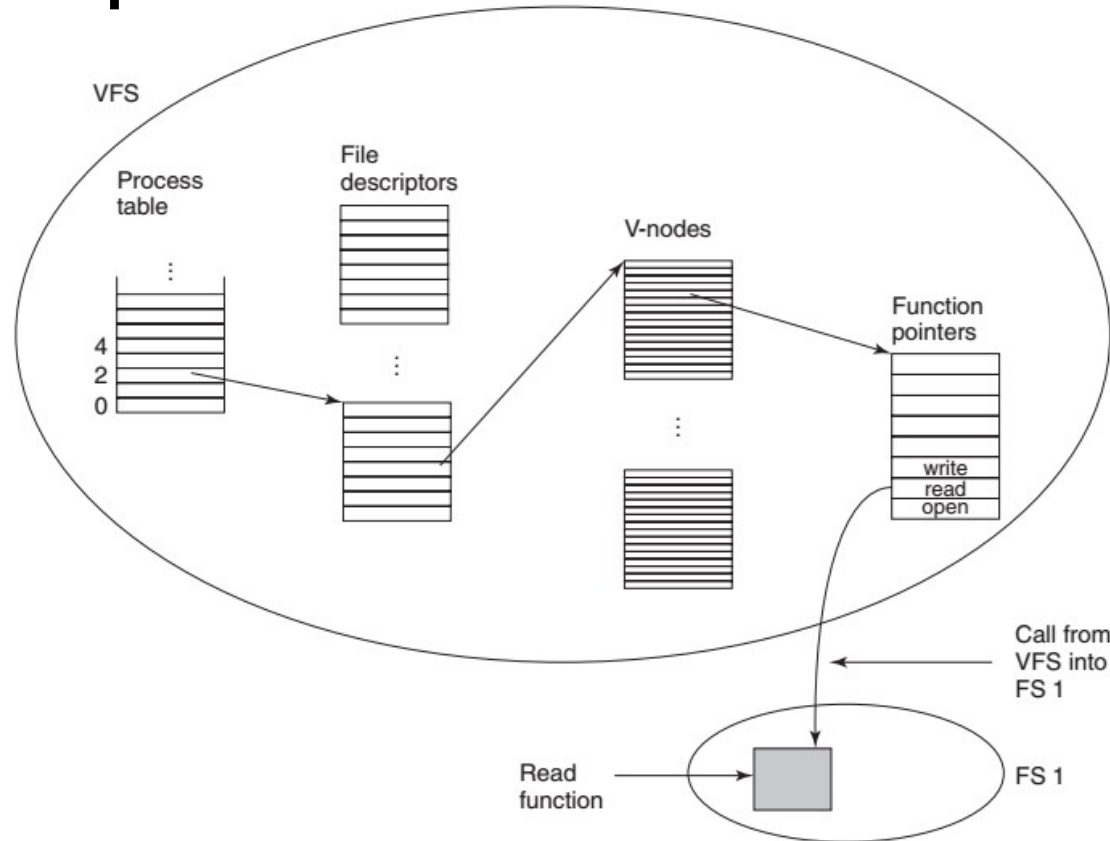 VFS
Process
table
⋮
4
2
0
File
descriptors
⋮
V-nodes
⋮
Function
pointers
write
read
open
Call from
VFS into
FS 1
Read
function
FS 1